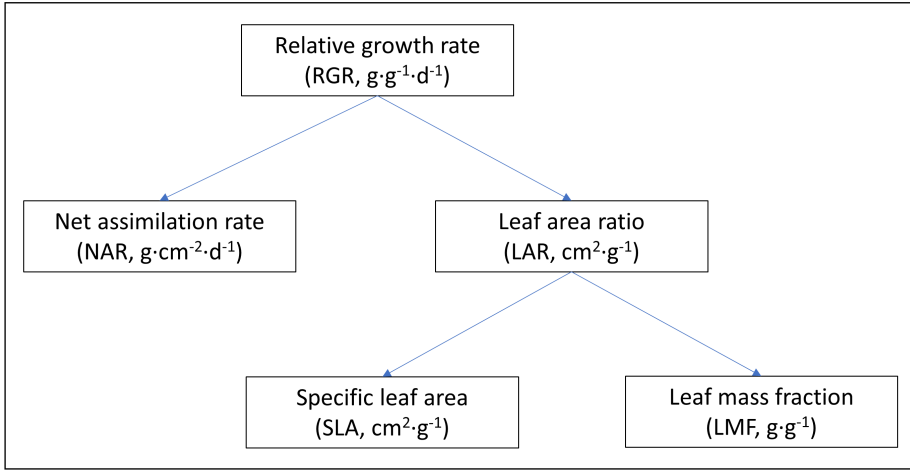 Relative growth rate
(RGR, g·g⁻¹·d⁻¹)
Net assimilation rate
(NAR, g·cm⁻²·d⁻¹)
Leaf area ratio
(LAR, cm²·g⁻¹)
Specific leaf area
(SLA, cm²·g⁻¹)
Leaf mass fraction
(LMF, g·g⁻¹)